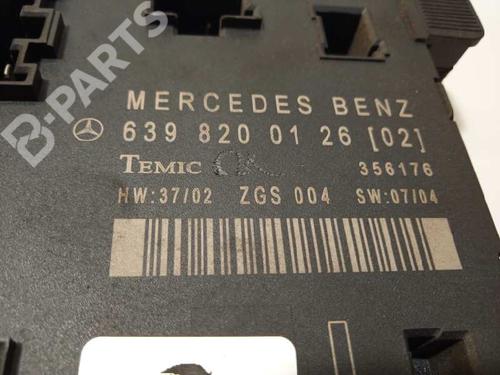 B-PARTS
MERCEDES BENZ
639 820 01 26 [02]
TEMIC
356176
HW:37/02 ZGS 004 SW:07/04